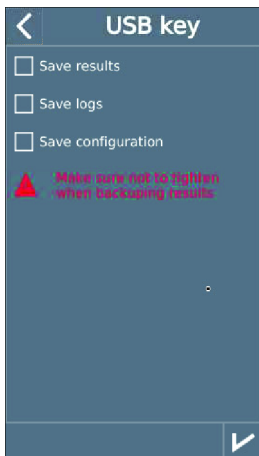 USB key
Save results
Save logs
Save configuration
Make sure not to tighten
when backuping results